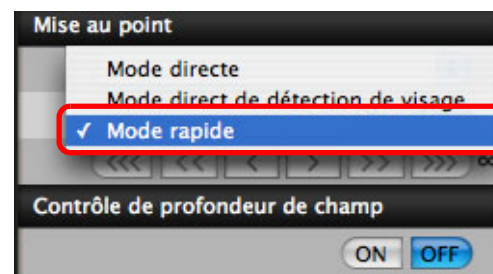 Mise au point
Mode directe
Mode direct de détection de visage
✓ Mode rapide
<<< << < > >> >>> ∞
Contrôle de profondeur de champ
ON OFF